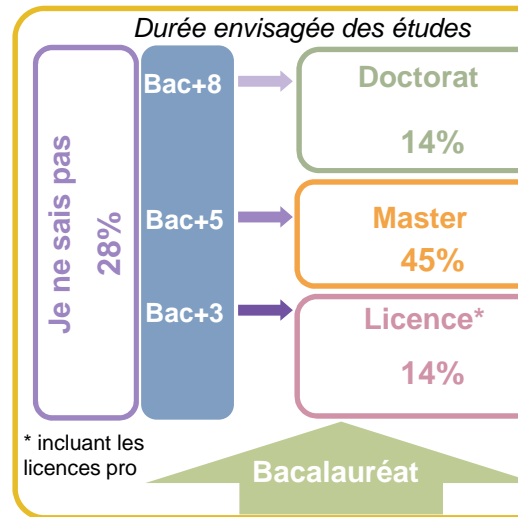 Durée envisagée des études
Je ne sais pas
28%
Bac+8
Doctorat
14%
Bac+5
Master
45%
Bac+3
Licence*
14%
* incluant les
licences pro
Bacalauréat